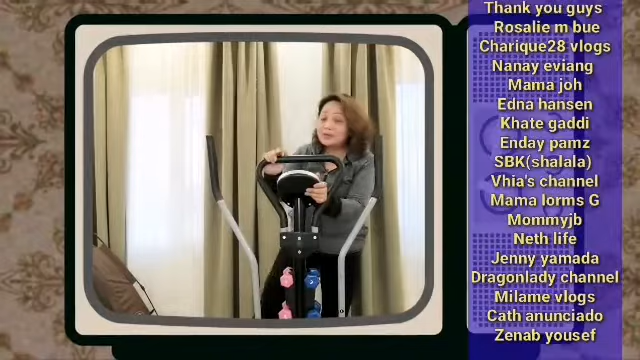 Thank you guys
Rosalie m bue
Charique28 vlogs
Nanay eviang
Mama joh
Edna hansen
Khate gaddi
Enday pamz
SBK(shalala)
Vhia's channel
Mama lorms G
Mommyjb
Neth life
Jenny yamada
Dragonlady channel
Milame vlogs
Cath anunciado
Zenab yousef